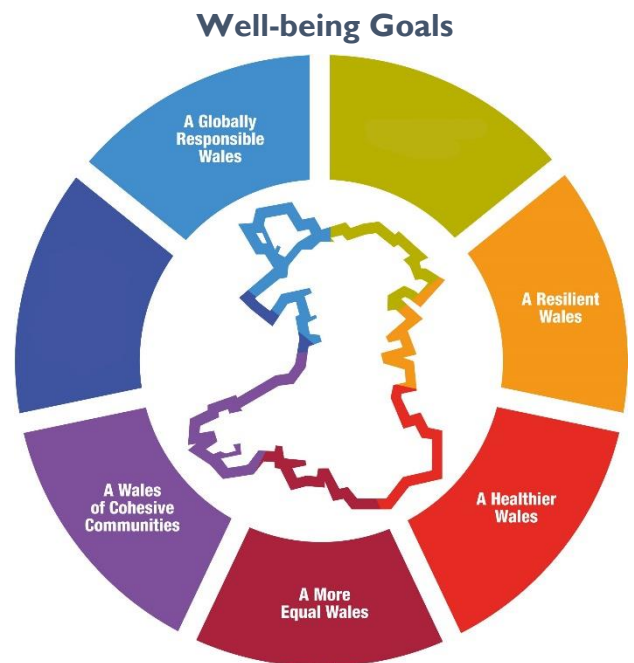 Well-being Goals
A Globally
Responsible
Wales
A Resilient
Wales
A Healthier
Wales
A More
Equal Wales
A Wales
of Cohesive
Communities